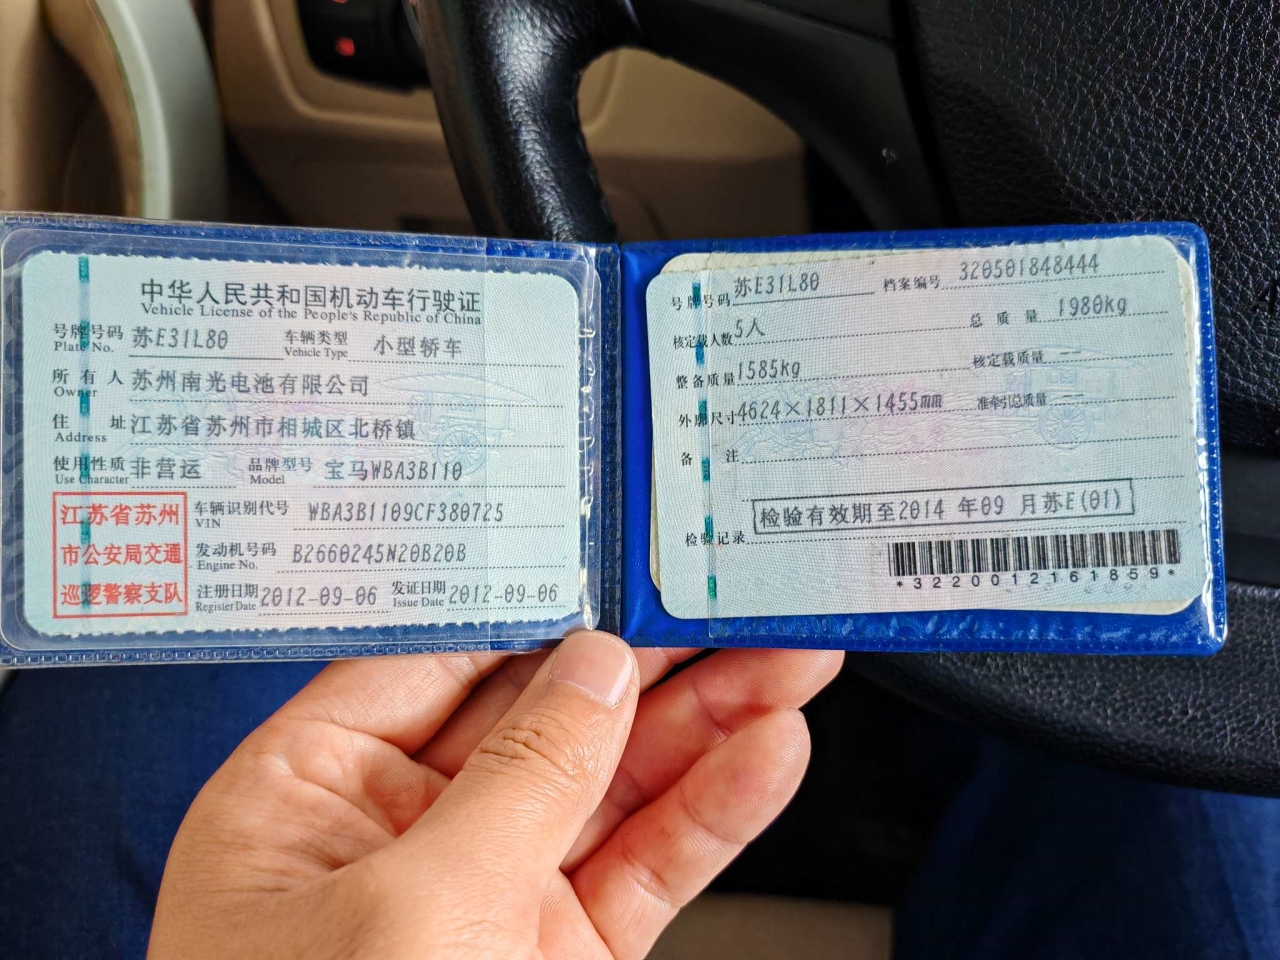 中华人民共和国机动车行驶证
Vehicle License of the People's Republic of China
号牌号码 苏E31L80 车辆类型 小型轿车
Plate No. Vehicle Type
所有人 苏州南光电池有限公司
Owner
住址 江苏省苏州市相城区北桥镇
Address
使用性质 非营运 品牌型号 宝马WBA3B110
Use Character Model
江苏省苏州
市公安局交通
巡逻警察支队
车辆识别代号 WBA3B1109CF380725
VIN
发动机号码 B2660245N20B20B
Engine No.
注册日期 2012-09-06 发证日期 2012-09-06
Register Date Issue Date
号牌号码 苏E31L80 档案编号 320501848444
核定载人数 5人 总质量 1980kg
整备质量 1585kg 核定载质量 --
外廓尺寸 4624×1811×1455mm 准牵引总质量 --
备注
检验有效期至2014 年09 月苏E(01)
检验记录
*3220012161859*